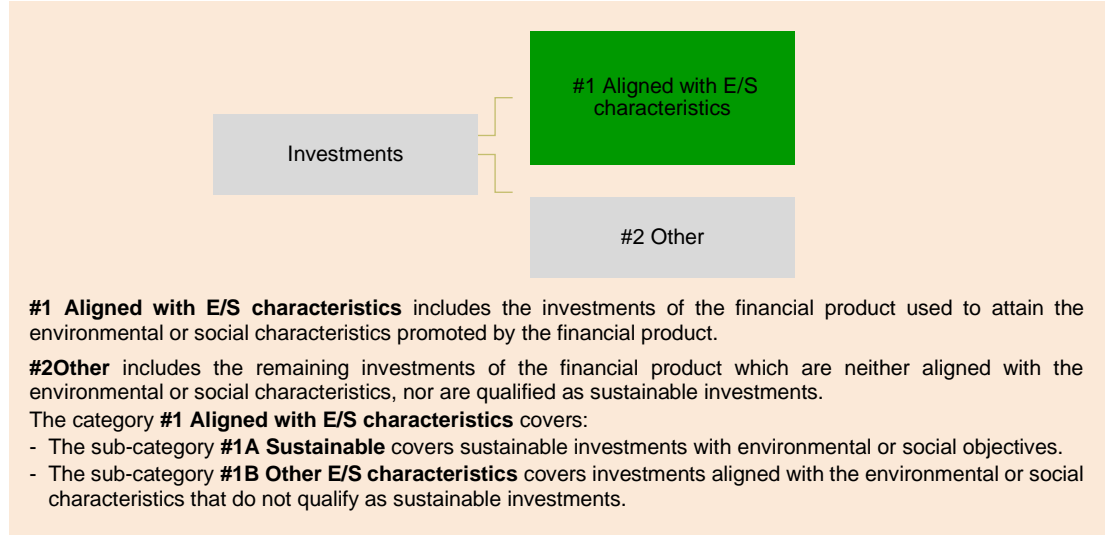 #1 Aligned with E/S
characteristics
Investments
#2 Other
#1 Aligned with E/S characteristics includes the investments of the financial product used to attain the
environmental or social characteristics promoted by the financial product.
#2Other includes the remaining investments of the financial product which are neither aligned with the
environmental or social characteristics, nor are qualified as sustainable investments.
The category #1 Aligned with E/S characteristics covers:
- The sub-category #1A Sustainable covers sustainable investments with environmental or social objectives.
- The sub-category #1B Other E/S characteristics covers investments aligned with the environmental or social
characteristics that do not qualify as sustainable investments.